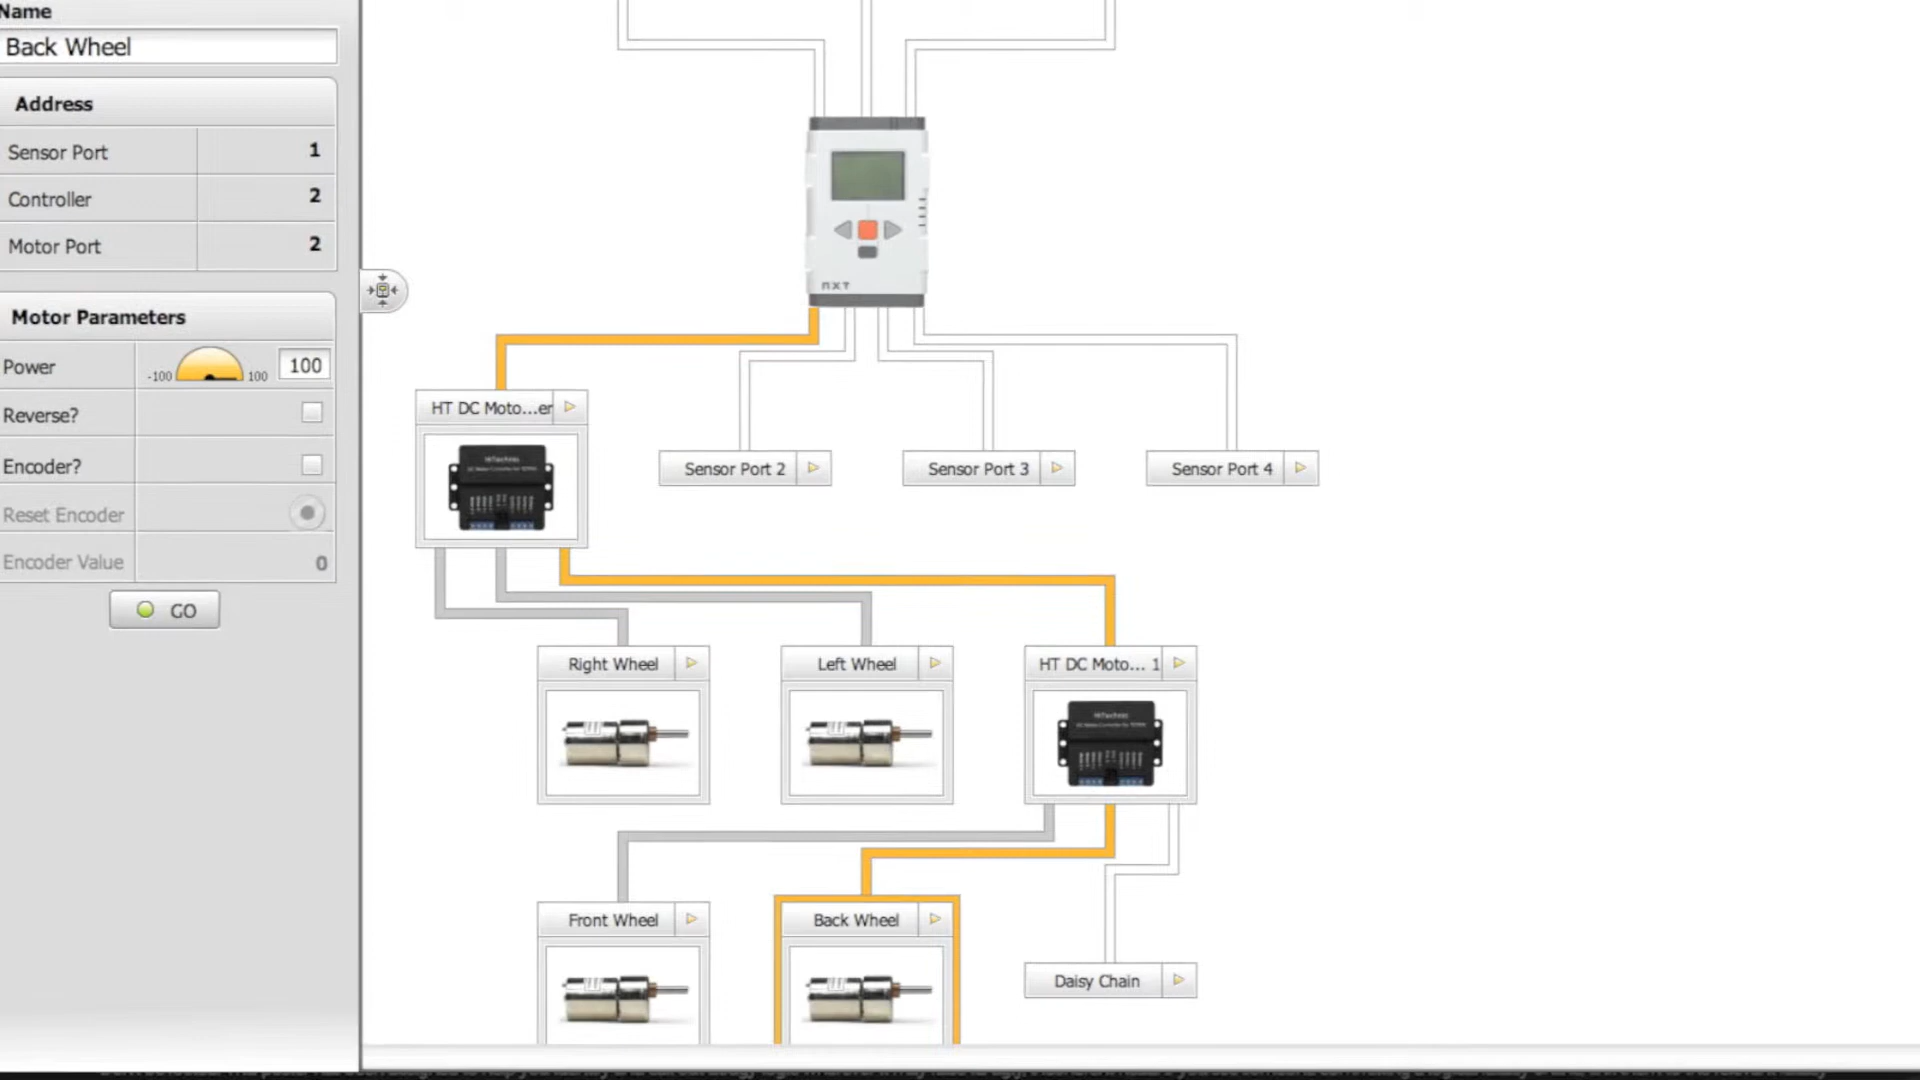 Name
Back Wheel
Address
Sensor Port 1
Controller 2
Motor Port 2
Motor Parameters
Power -100 100 100
Reverse?
Encoder?
Reset Encoder
Encoder Value 0
GO
nxt
HT DC Moto...er
Sensor Port 2
Sensor Port 3
Sensor Port 4
HiTechnic
Right Wheel
Left Wheel
HT DC Moto... 1
HiTechnic
Front Wheel
Back Wheel
Daisy Chain